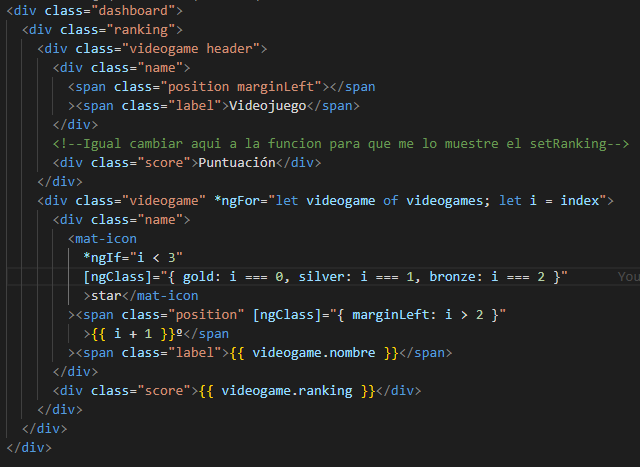 <div class="dashboard">
<div class="ranking">
<div class="videogame header">
<div class="name">
<span class="position marginLeft"></span
><span class="label">Videojuego</span>
</div>
<!--Igual cambiar aqui a la funcion para que me lo muestre el setRanking-->
<div class="score">Puntuación</div>
</div>
<div class="videogame" *ngFor="let videogame of videogames; let i = index">
<div class="name">
<mat-icon
*ngIf="i < 3"
[ngClass]="{ gold: i === 0, silver: i === 1, bronze: i === 2 }" You
>star</mat-icon
><span class="position" [ngClass]="{ marginLeft: i > 2 }"
>{{ i + 1 }}º</span
><span class="label">{{ videogame.nombre }}</span>
</div>
<div class="score">{{ videogame.ranking }}</div>
</div>
</div>
</div>